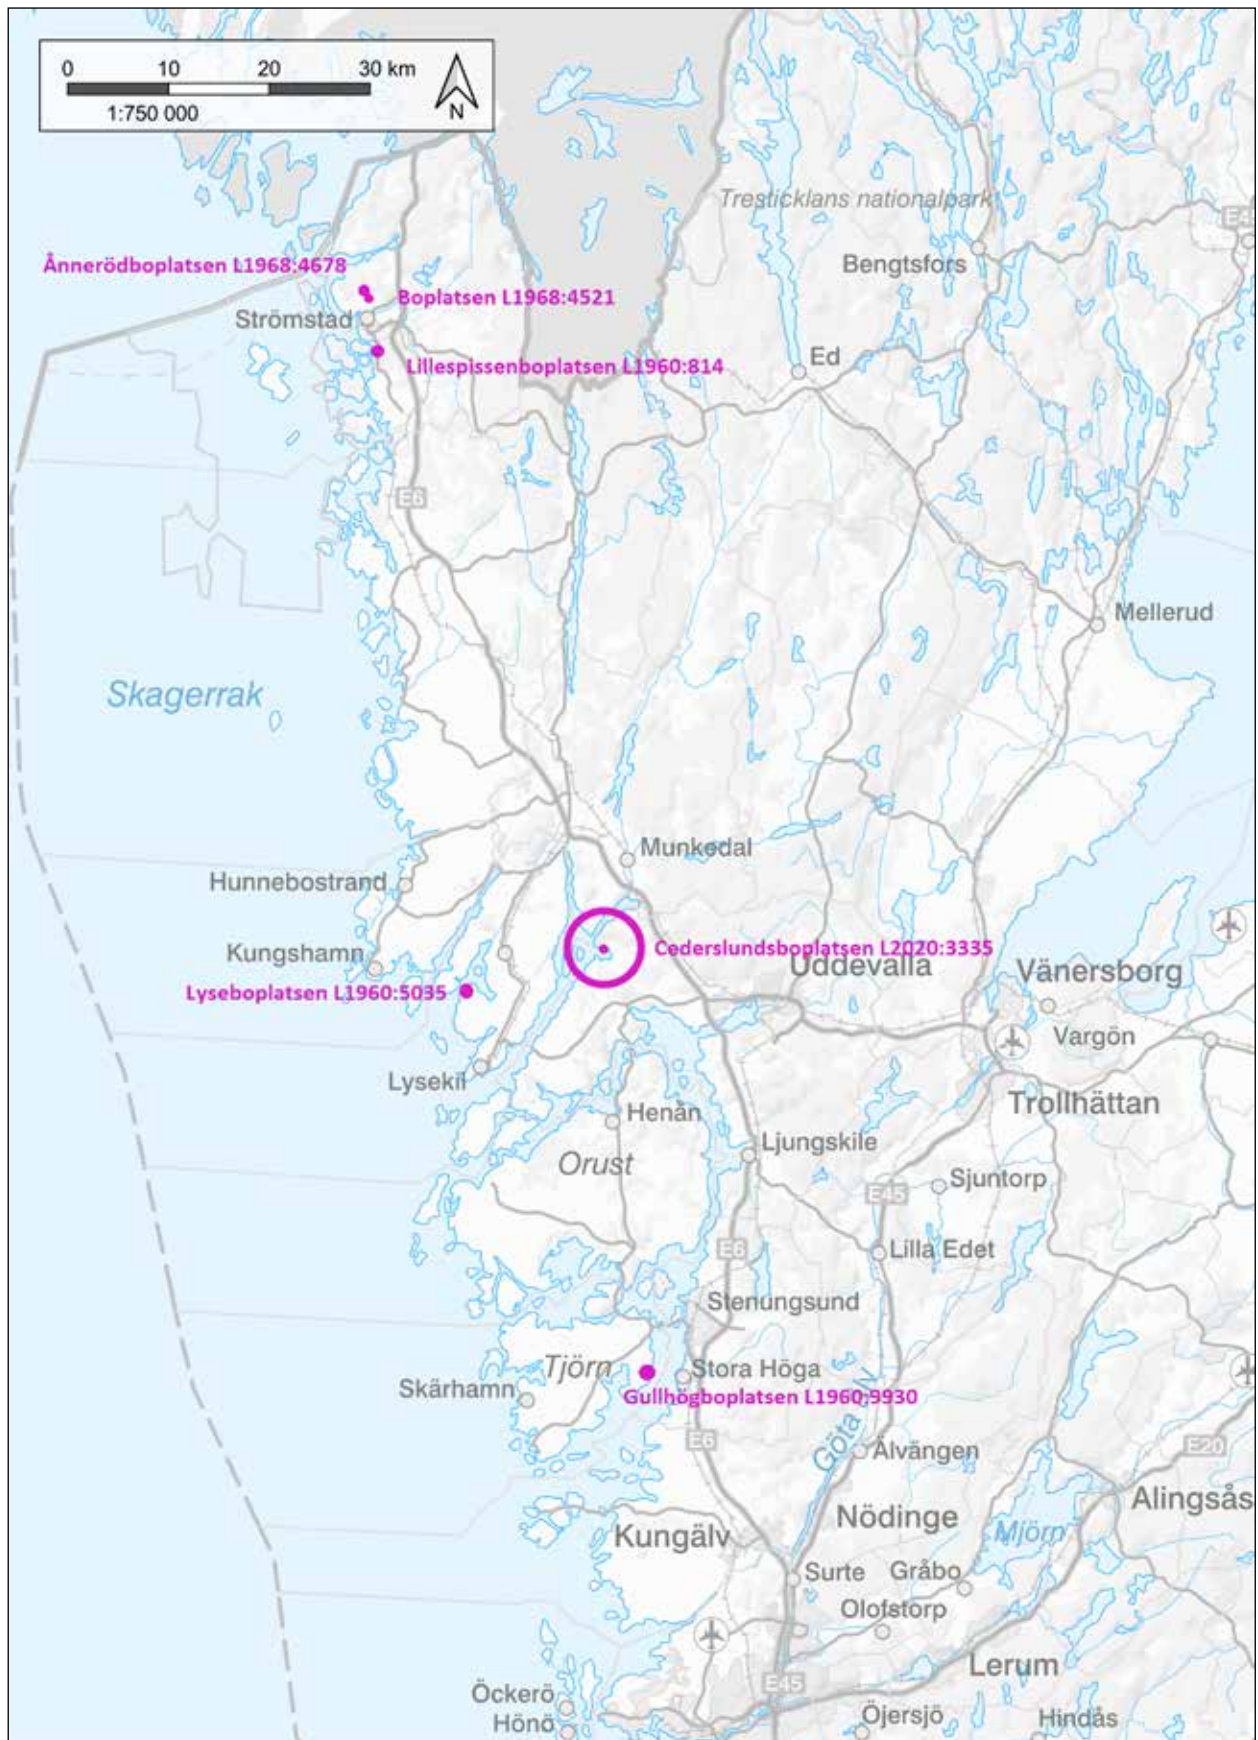 0 10 20 30 km
1:750 000
N
Tresticklans nationalpark
Bengtsfors
Ånnerödboplatsen L1968:4678
Boplatsen L1968:4521
Strömstad
Lillespissenboplatsen L1960:814
Ed
E6
Mellerud
Skagerrak
Munkedal
Hunnebostrand
Kungshamn
Cederslundsboplatsen L2020:3335
Uddevalla
Vänersborg
Lyseboplatsen L1960:5035
Vargön
Lysekil
Trollhättan
Henån
Ljungskile
Orust
Sjuntorp
E45
E6
Lilla Edet
Stenungsund
Tjörn
Stora Höga
Skärhamn
Gullhögboplatsen L1960:9930
E6
Göta
Älvängen
E20
Alingsås
Nödinge
Kungälv
Mjörn
Surte
Gråbo
Olofstorp
Lerum
E45
Öckerö
Hönö
Öjersjö
Hindås